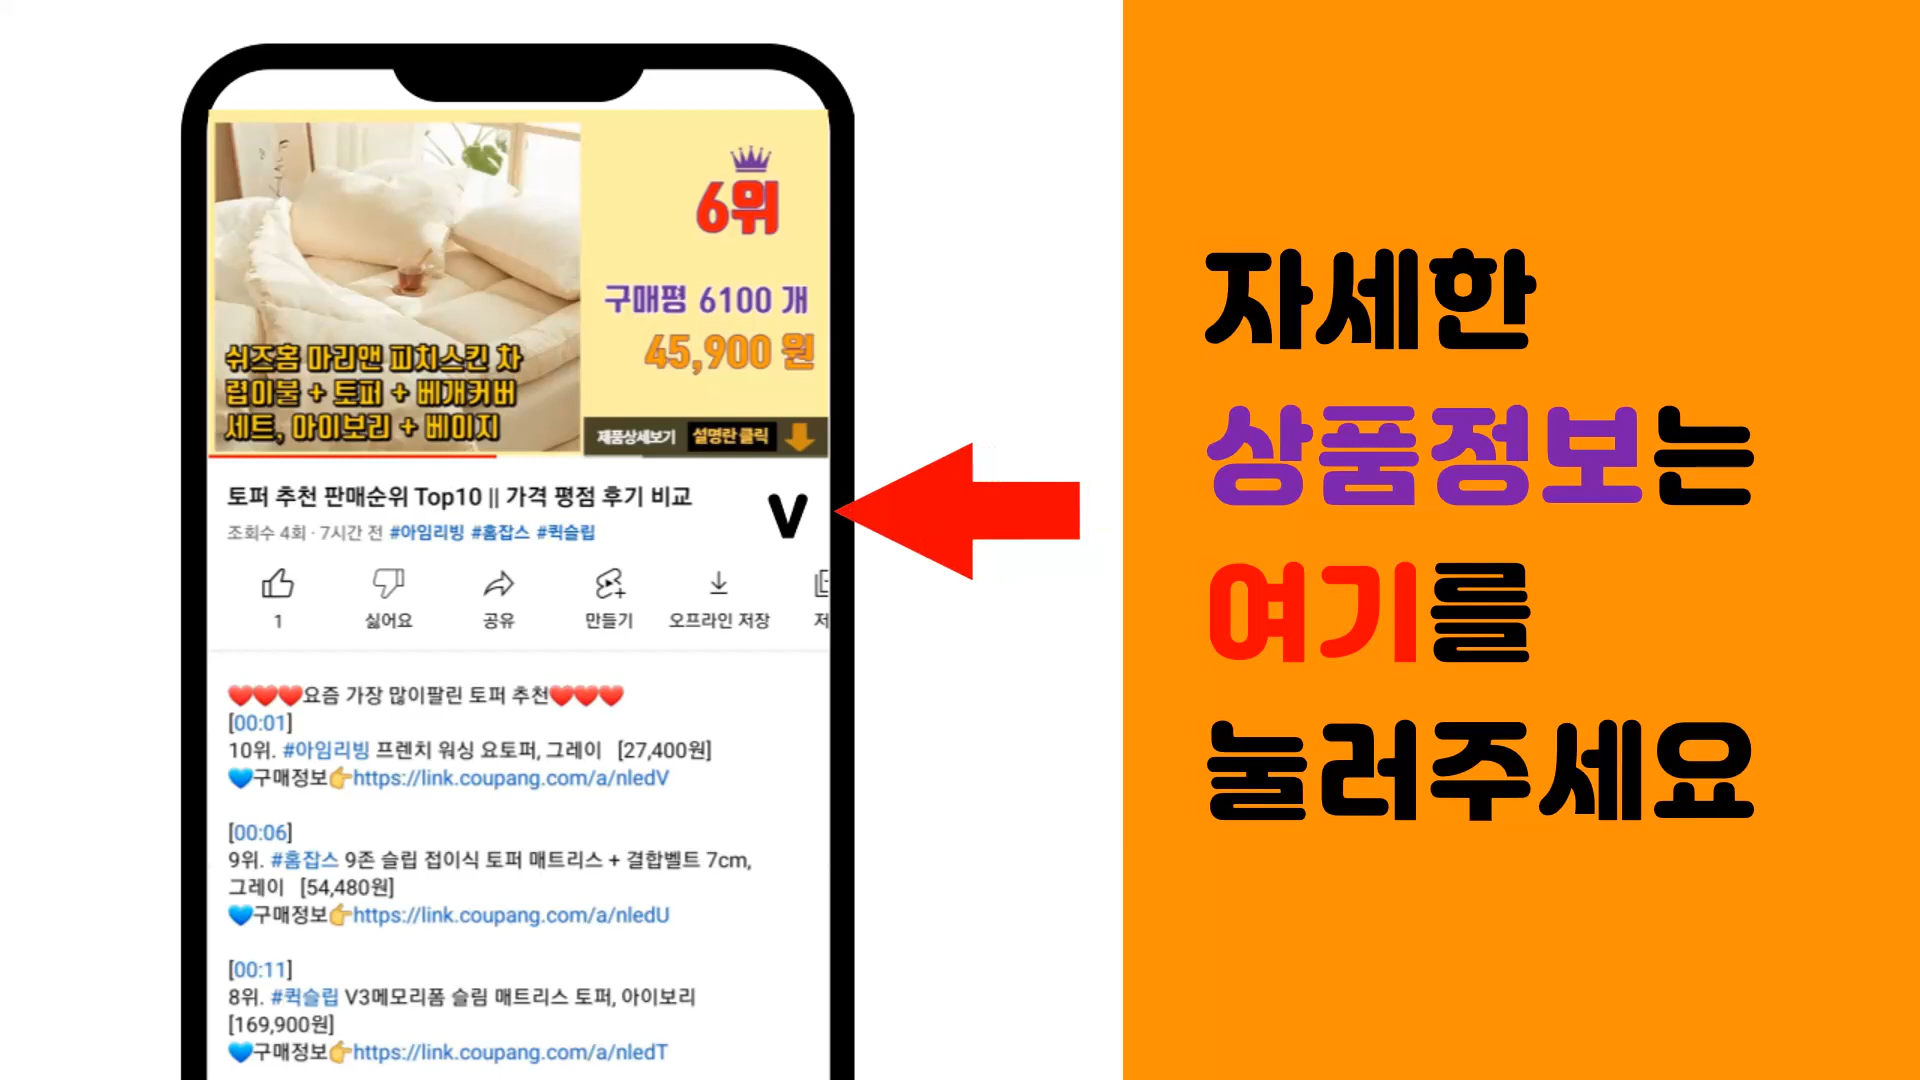 6위
구매평 6100 개
45,900 원
쉬즈홈 마리앤 피치스킨 차
렵이불 + 토퍼 + 베개커버
세트, 아이보리 + 베이지
제품상세보기 설명란 클릭
토퍼 추천 판매순위 Top10 || 가격 평점 후기 비교
V
조회수 4회 · 7시간 전 #아임리빙 #홈잡스 #퀵슬립
1 싫어요 공유 만들기 오프라인 저장 저
❤❤❤요즘 가장 많이팔린 토퍼 추천❤❤❤
[00:01]
10위. #아임리빙 프렌치 워싱 요토퍼, 그레이 [27,400원]
💙구매정보👉https://link.coupang.com/a/nledV
[00:06]
9위. #홈잡스 9존 슬립 접이식 토퍼 매트리스 + 결합벨트 7cm,
그레이 [54,480원]
💙구매정보👉https://link.coupang.com/a/nledU
[00:11]
8위. #퀵슬립 V3메모리폼 슬림 매트리스 토퍼, 아이보리
[169,900원]
💙구매정보👉https://link.coupang.com/a/nledT
자세한
상품정보는
여기를
눌러주세요